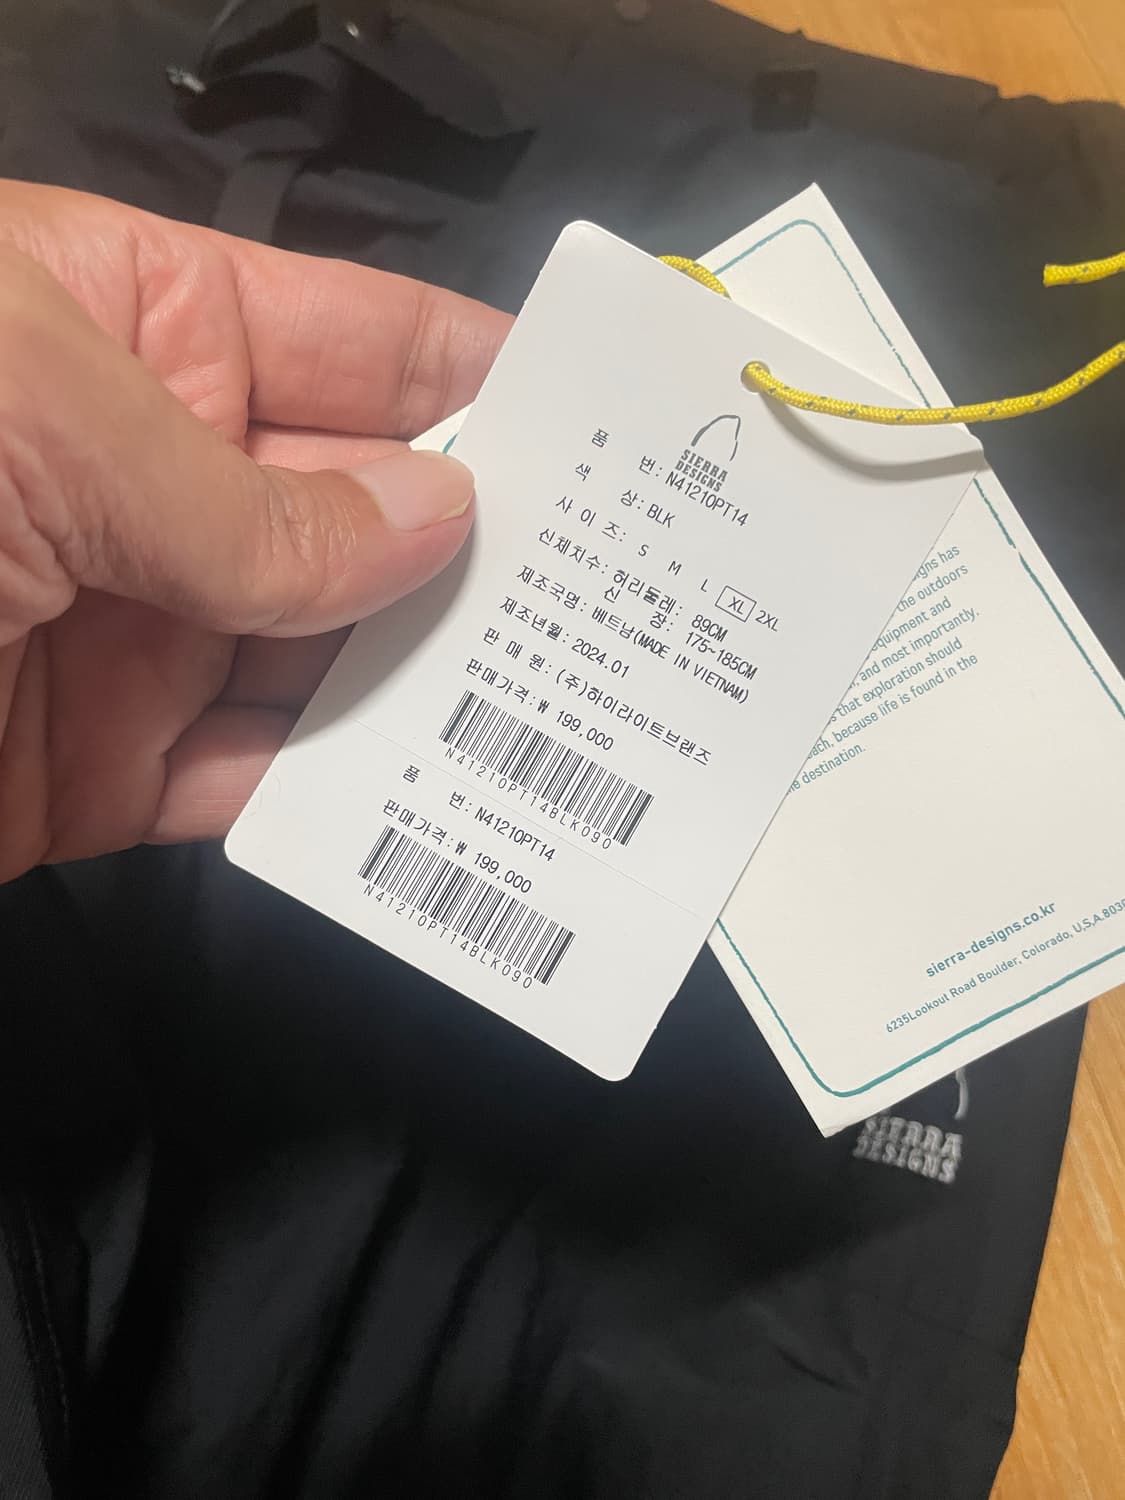 SIERRA
DESIGNS
품 번: N41210PT14
색 상: BLK
사 이 즈: S M L XL 2XL
신체치수: 허리둘레: 89CM
신 장: 175~185CM
제조국명: 베트남(MADE IN VIETNAM)
제조년월: 2024.01
판 매 원: (주)하이라이트브랜즈
판매가격: ₩ 199,000
N41210PT14BLK090
품 번: N41210PT14
판매가격: ₩ 199,000
N41210PT14BLK090
has
the outdoors
equipment and
, and most importantly.
that exploration should
because life is found in the
destination.
sierra-designs.co.kr
6235Lookout Road Boulder, Colorado, U.S.A.
SIERRA
DESIGNS